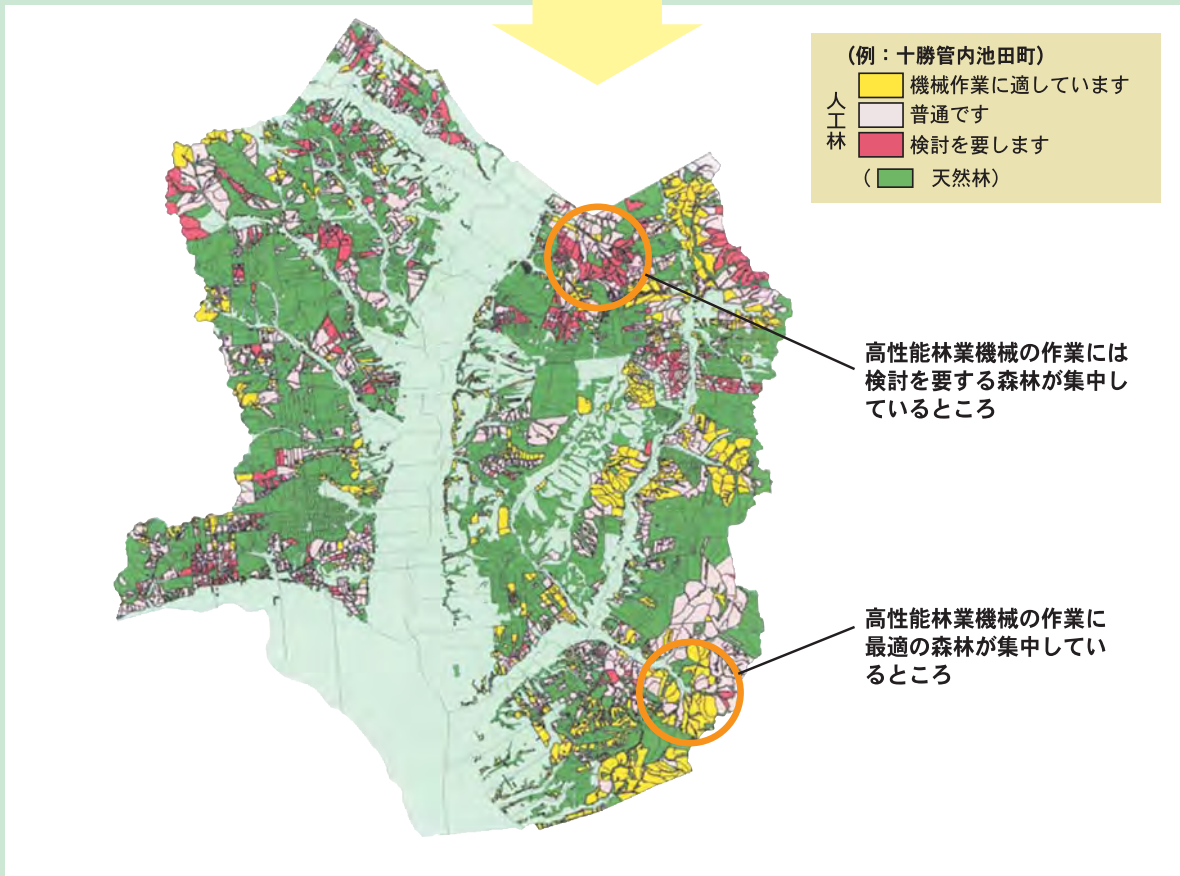 (例:十勝管内池田町)
人工林
機械作業に適しています
普通です
検討を要します
( 天然林)
高性能林業機械の作業には
検討を要する森林が集中し
ているところ
高性能林業機械の作業に
最適の森林が集中してい
るところ